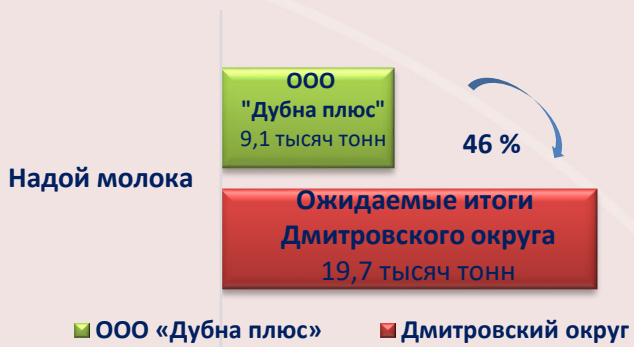 ООО
"Дубна плюс"
9,1 тысяч тонн
46 %
Надой молока
Ожидаемые итоги
Дмитровского округа
19,7 тысяч тонн
ООО «Дубна плюс»
Дмитровский округ